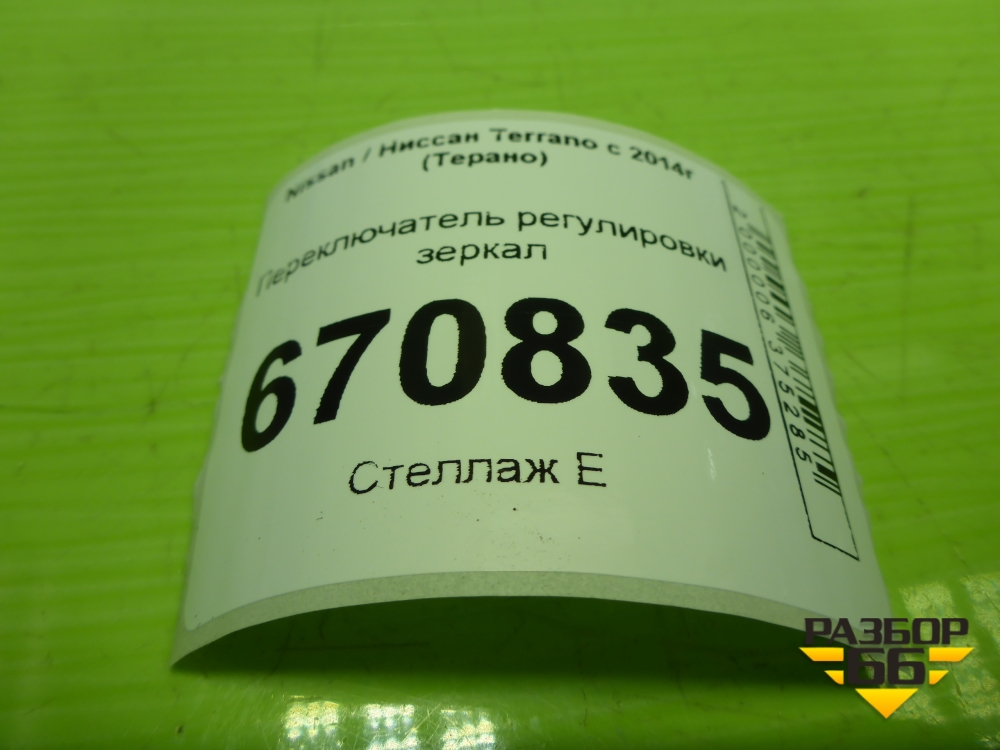 Nissan / Ниссан Terrano с 2014г
(Терано)
Переключатель регулировки
зеркал
670835
Стеллаж Е
2000006375285
РАЗБОР
66